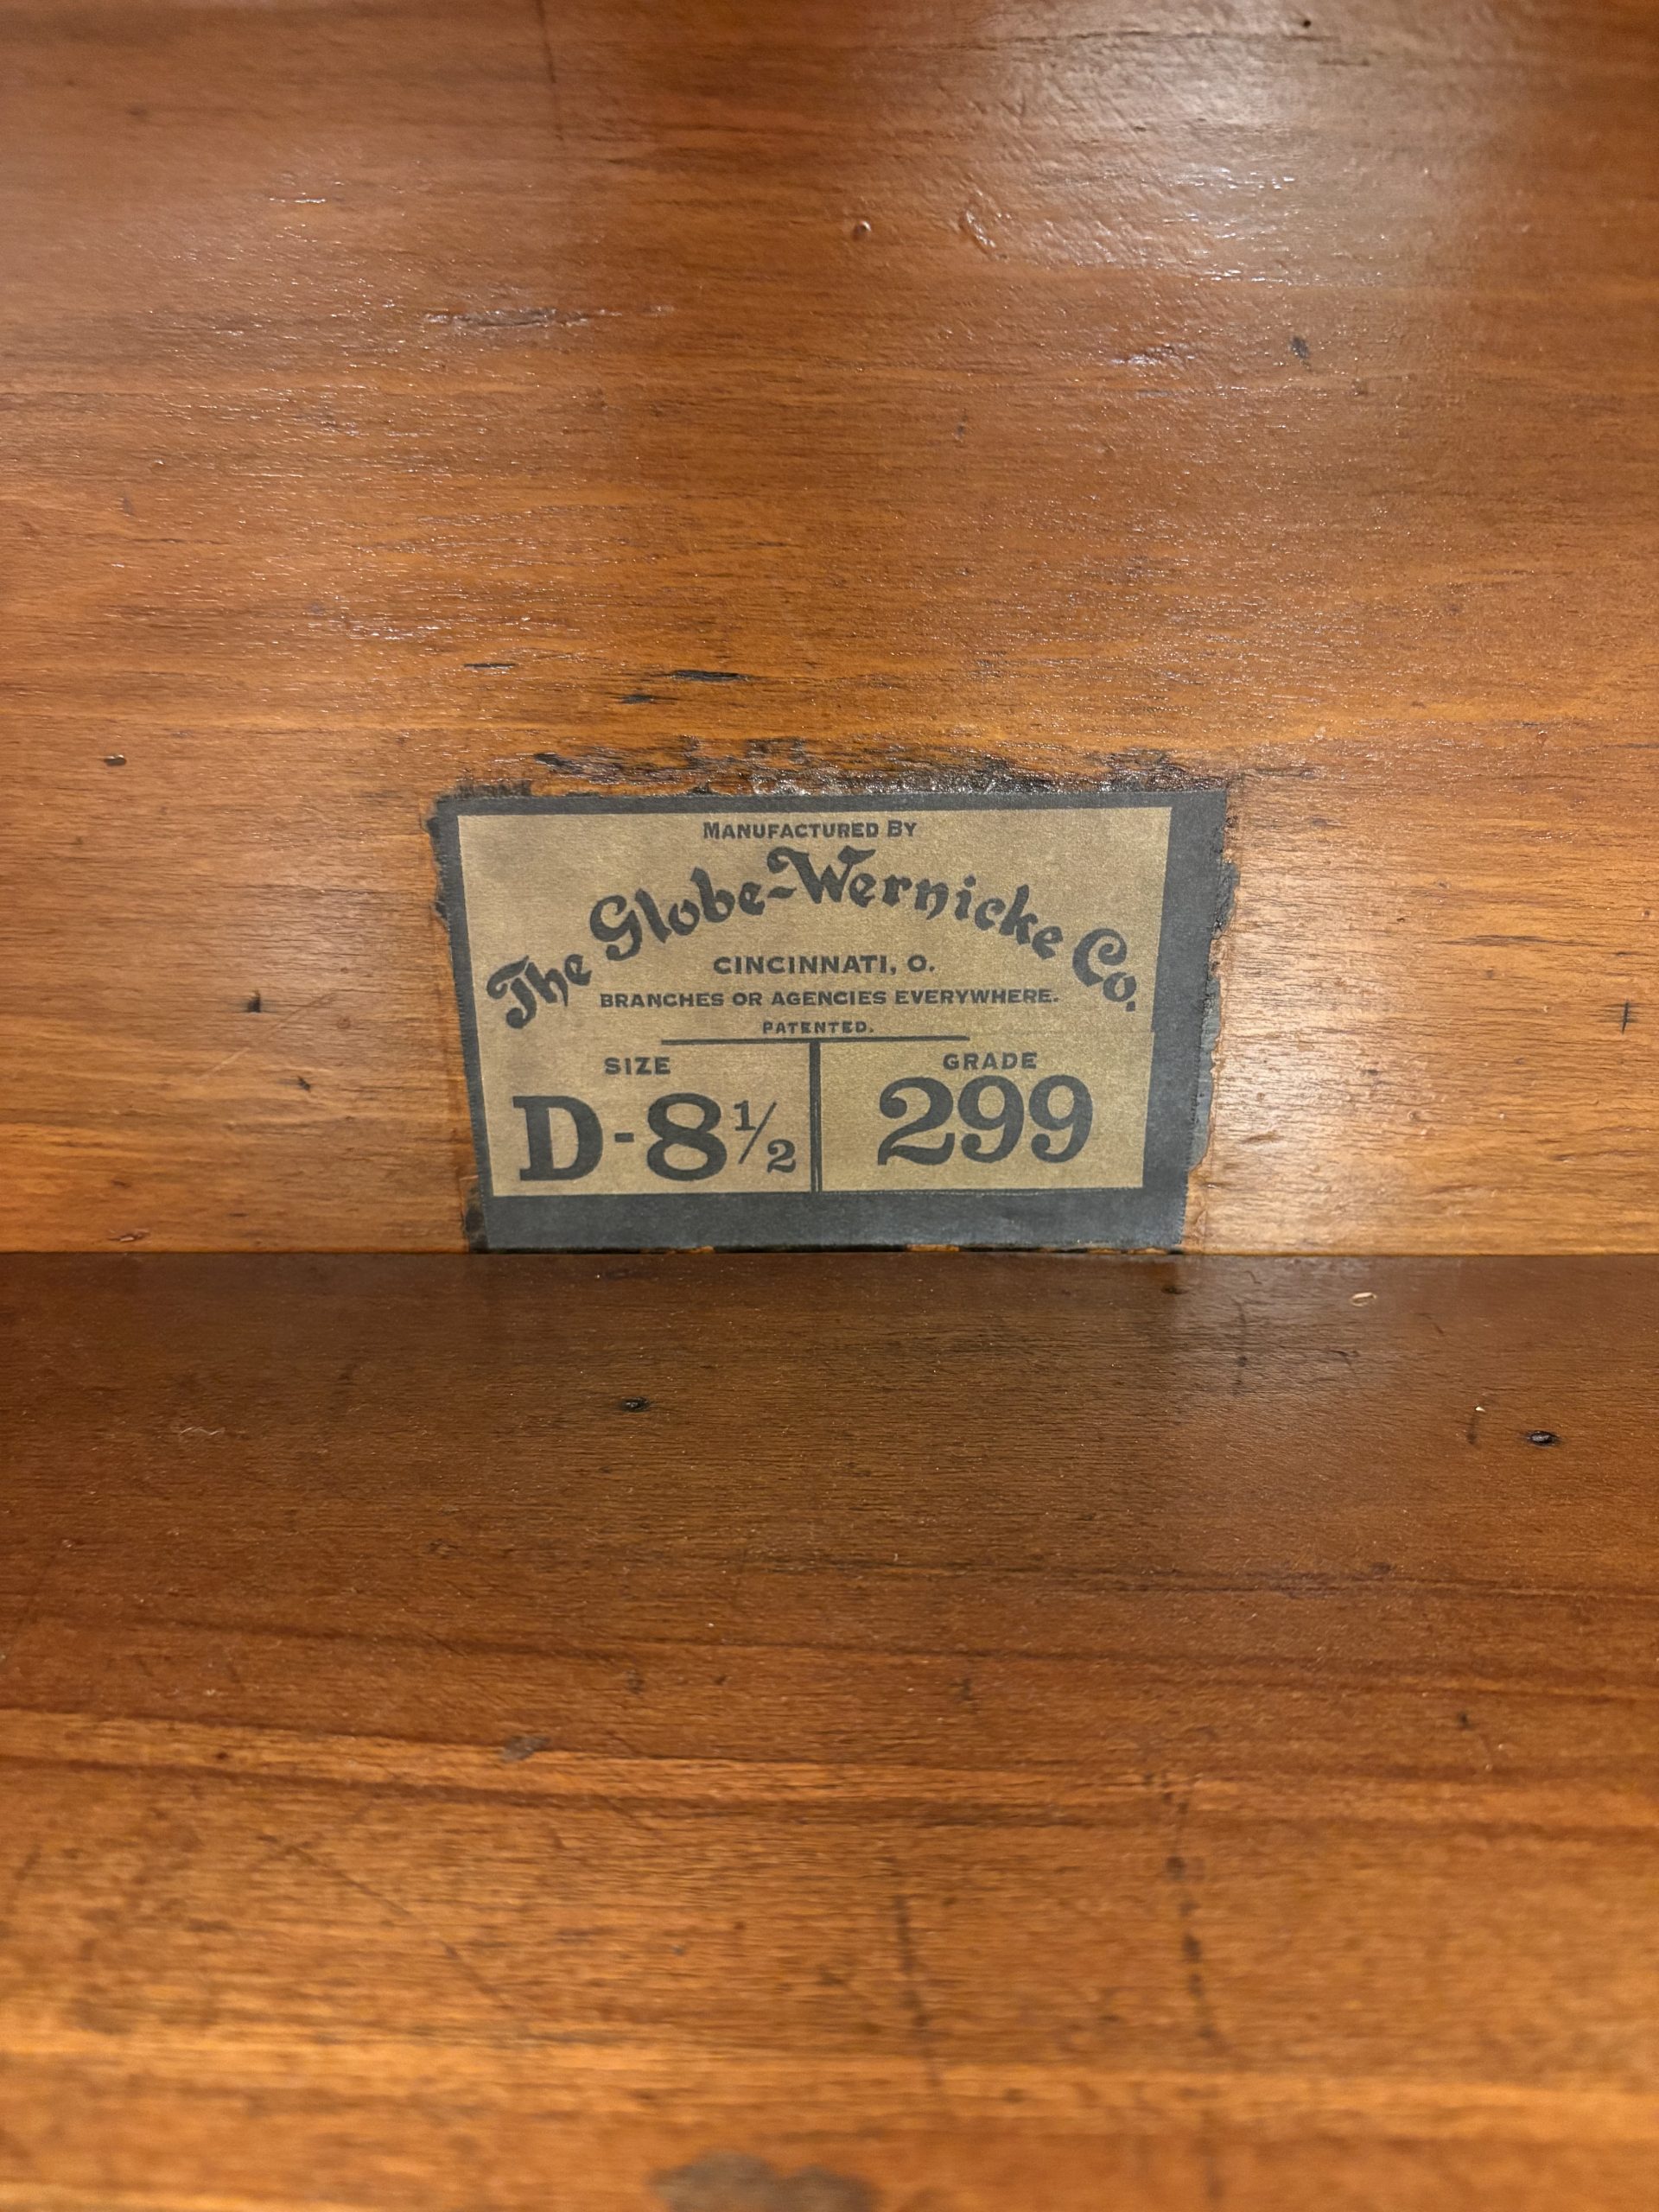 MANUFACTURED BY
The Globe-Wernicke Co.
CINCINNATI, O.
BRANCHES OR AGENCIES EVERYWHERE.
PATENTED.
SIZE GRADE
D-8½ 299